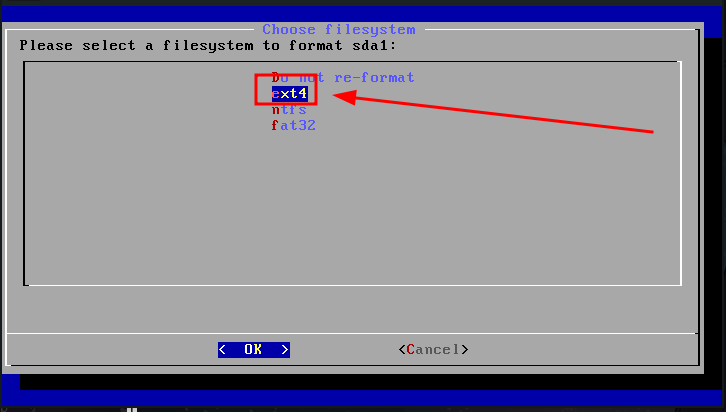 Choose filesystem
Please select a filesystem to format sda1:
Do not re-format
ext4
ntfs
fat32
< OK > <Cancel>